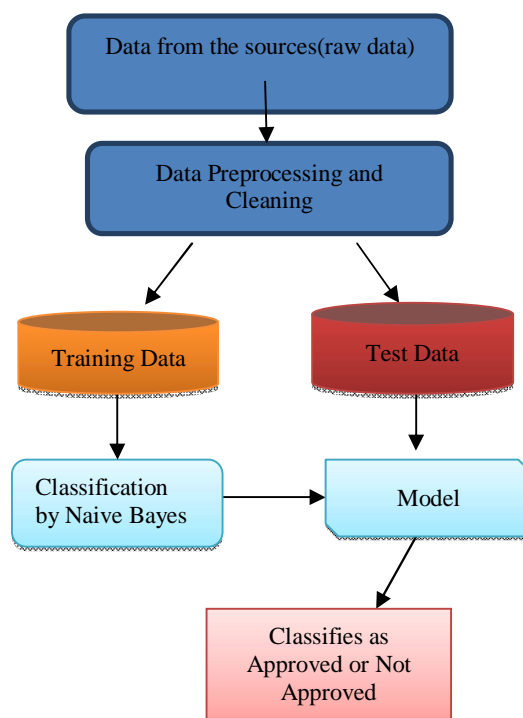 Data from the sources(raw data)
Data Preprocessing and
Cleaning
Training Data
Test Data
Classification
by Naive Bayes
Model
Classifies as
Approved or Not
Approved